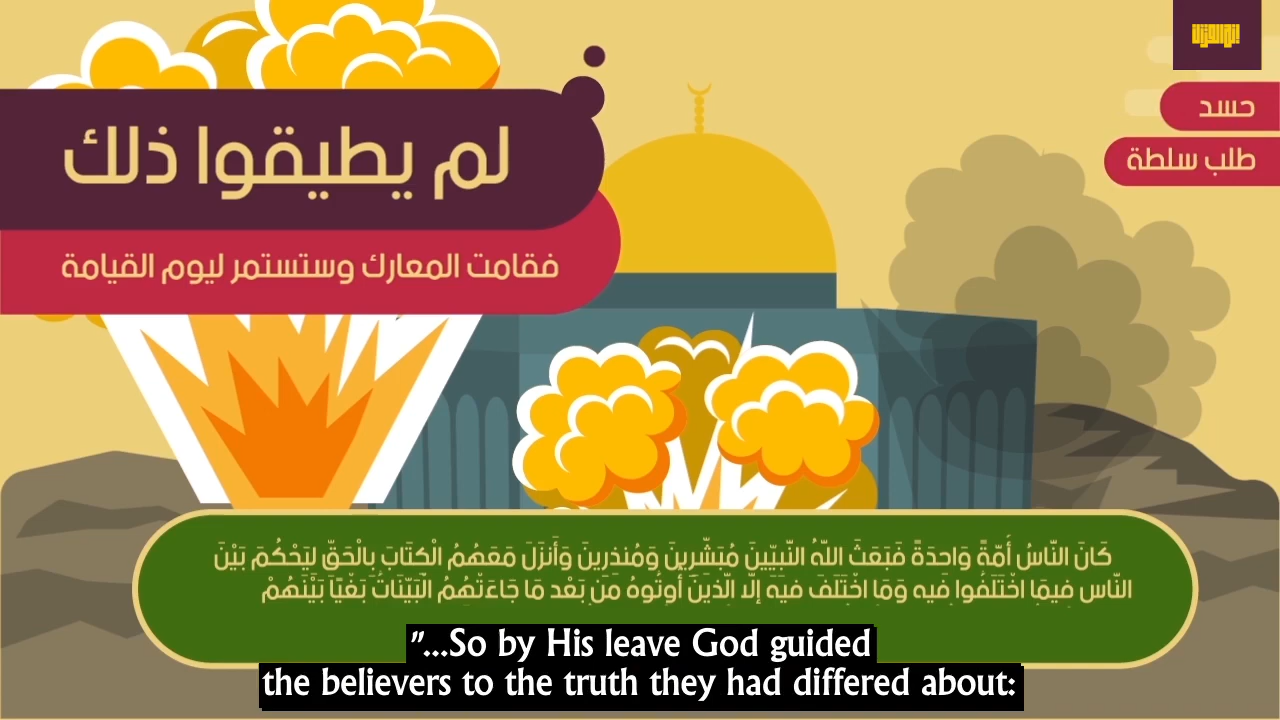 حسد
طلب سلطة
لم يطيقوا ذلك
فقامت المعارك وستستمر ليوم القيامة
كَانَ النَّاسُ أُمَّةً وَاحِدَةً فَبَعَثَ اللَّهُ النَّبِيِّينَ مُبَشِّرِينَ وَمُنذِرِينَ وَأَنزَلَ مَعَهُمُ الْكِتَابَ بِالْحَقِّ لِيَحْكُمَ بَيْنَ
النَّاسِ فِيمَا اخْتَلَفُوا فِيهِ وَمَا اخْتَلَفَ فِيهِ إِلَّا الَّذِينَ أُوتُوهُ مِن بَعْدِ مَا جَاءَتْهُمُ الْبَيِّنَاتُ بَغْيًا بَيْنَهُمْ
"...So by His leave God guided
the believers to the truth they had differed about: